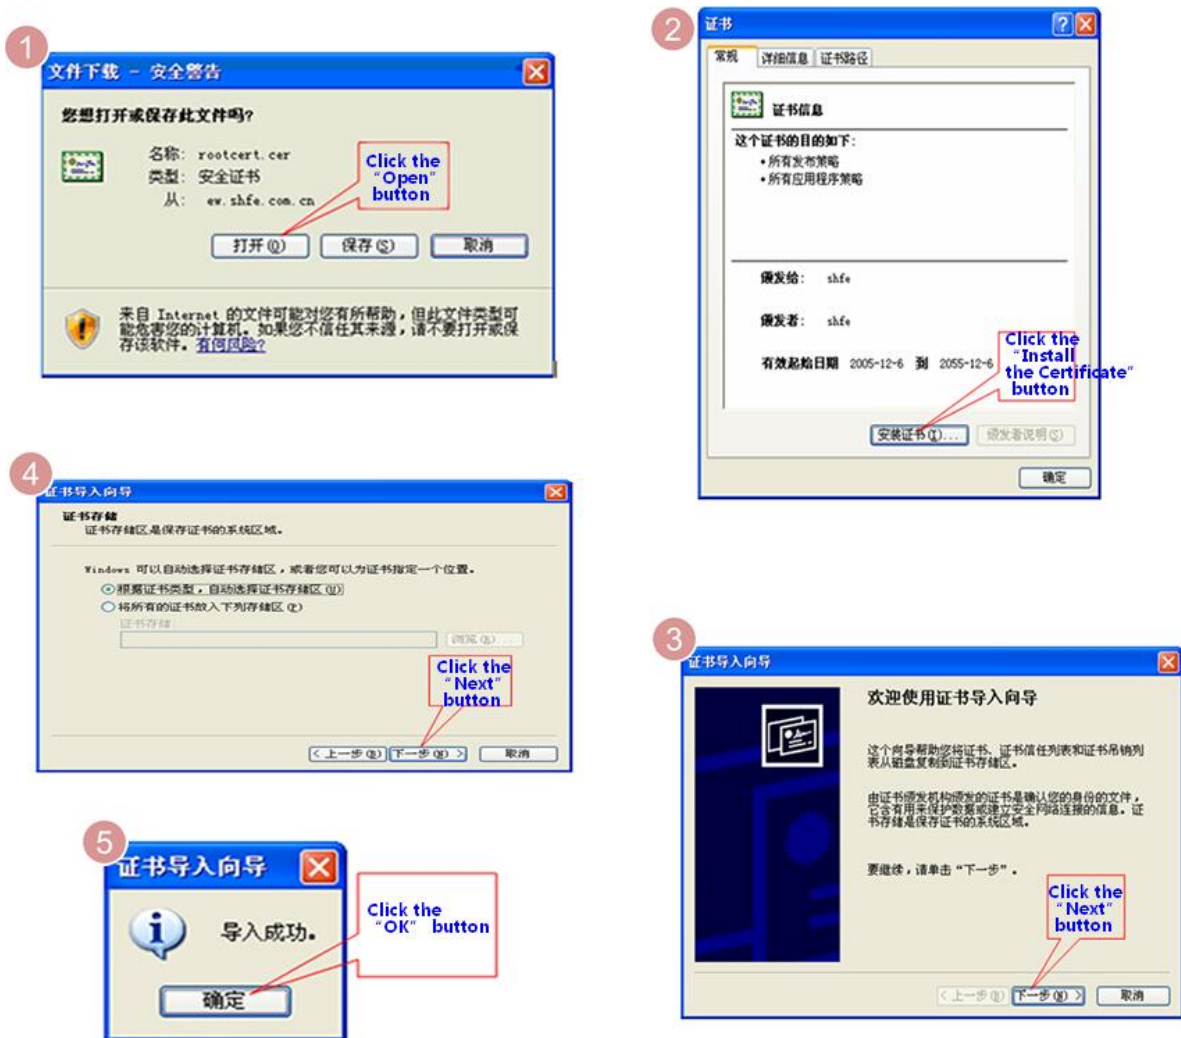 1
文件下载 - 安全警告
您想打开或保存此文件吗?
名称: rootcert.cer
类型: 安全证书
从: ew.shfe.com.cn
Click the
"Open"
button
打开(O) 保存(S) 取消
来自 Internet 的文件可能对您有所帮助，但此文件类型可
能危害您的计算机。如果您不信任其来源，请不要打开或保
存该软件。有何风险?
2
证书
常规 详细信息 证书路径
证书信息
这个证书的目的如下:
•所有发布策略
•所有应用程序策略
颁发给: shfe
颁发者: shfe
有效起始日期 2005-12-6 到 2055-12-6
Click the
"Install
the Certificate"
button
安装证书(I)... 颁发者说明(S)
确定
3
证书导入向导
欢迎使用证书导入向导
这个向导帮助您将证书、证书信任列表和证书吊销列
表从磁盘复制到证书存储区。
由证书颁发机构颁发的证书是确认您的身份的文件，
它含有用来保护数据或建立安全网络连接的信息。证
书存储是保存证书的系统区域。
要继续，请单击“下一步”。
Click the
"Next"
button
< 上一步(B) 下一步(N) > 取消
4
证书导入向导
证书存储
证书存储区是保存证书的系统区域。
Windows 可以自动选择证书存储区，或者您可以为证书指定一个位置。
根据证书类型，自动选择证书存储区(U)
将所有的证书放入下列存储区(P)
证书存储:
浏览(R)...
Click the
"Next"
button
< 上一步(B) 下一步(N) > 取消
5
证书导入向导
导入成功。
Click the
"OK" button
确定